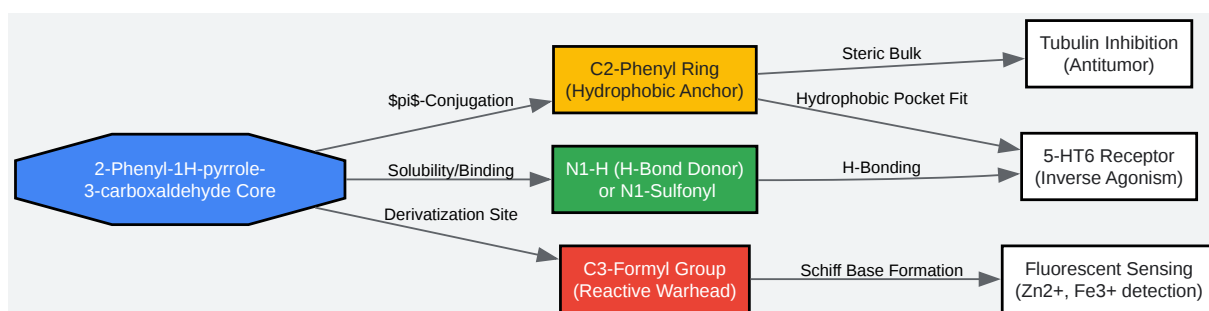 2-Phenyl-1H-pyrrole-
3-carboxaldehyde Core
$pi$-Conjugation
Solubility/Binding
Derivatization Site
C2-Phenyl Ring
(Hydrophobic Anchor)
N1-H (H-Bond Donor)
or N1-Sulfonyl
C3-Formyl Group
(Reactive Warhead)
Steric Bulk
Hydrophobic Pocket Fit
H-Bonding
Schiff Base Formation
Tubulin Inhibition
(Antitumor)
5-HT6 Receptor
(Inverse Agonism)
Fluorescent Sensing
(Zn2+, Fe3+ detection)